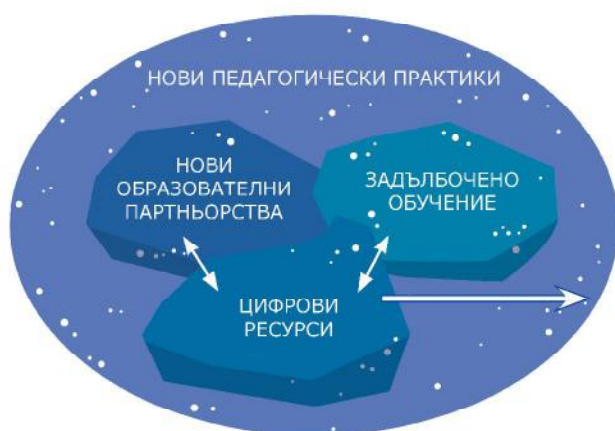 НОВИ ПЕДАГОГИЧЕСКИ ПРАКТИКИ
НОВИ
ОБРАЗОВАТЕЛНИ
ПАРТНЬОРСТВА
ЗАДЪЛБОЧЕНО
ОБУЧЕНИЕ
ЦИФРОВИ
РЕСУРСИ